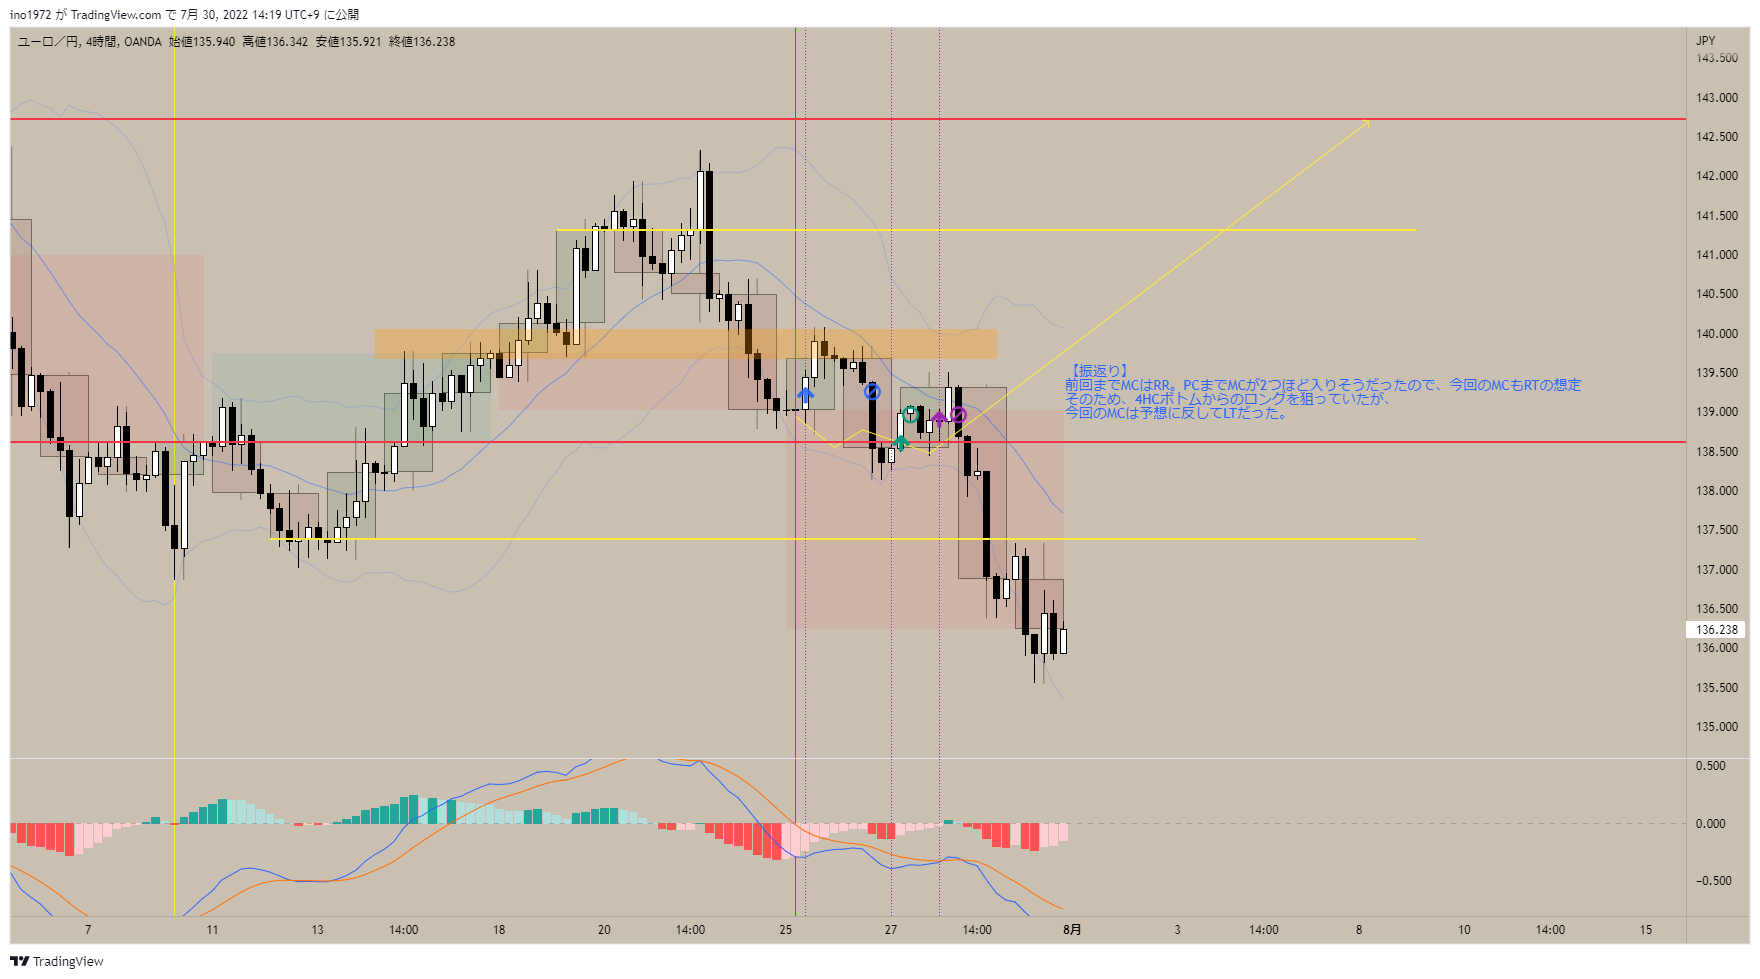 ino1972 が TradingView.com で 7月 30, 2022 14:19 UTC+9 に公開
ユーロ／円, 4時間, OANDA 始値135.940 高値136.342 安値135.921 終値136.238
JPY
143.500
143.000
142.500
142.000
141.500
141.000
140.500
140.000
139.500
139.000
138.500
138.000
137.500
137.000
136.500
136.238
136.000
135.500
135.000
【振返り】
前回までMCはRR。PCまでMCが2つほど入りそうだったので、今回のMCもRTの想定
そのため、4HCボトムからのロングを狙っていたが、
今回のMCは予想に反してLTだった。
0.500
0.000
−0.500
7 11 13 14:00 18 20 14:00 25 27 14:00 8月 3 14:00 8 10 14:00 15
TradingView